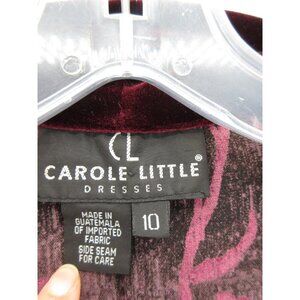 CL
CAROLE LITTLE®
DRESSES
MADE IN
GUATEMALA
OF IMPORTED
FABRIC
SIDE SEAM
FOR CARE
10